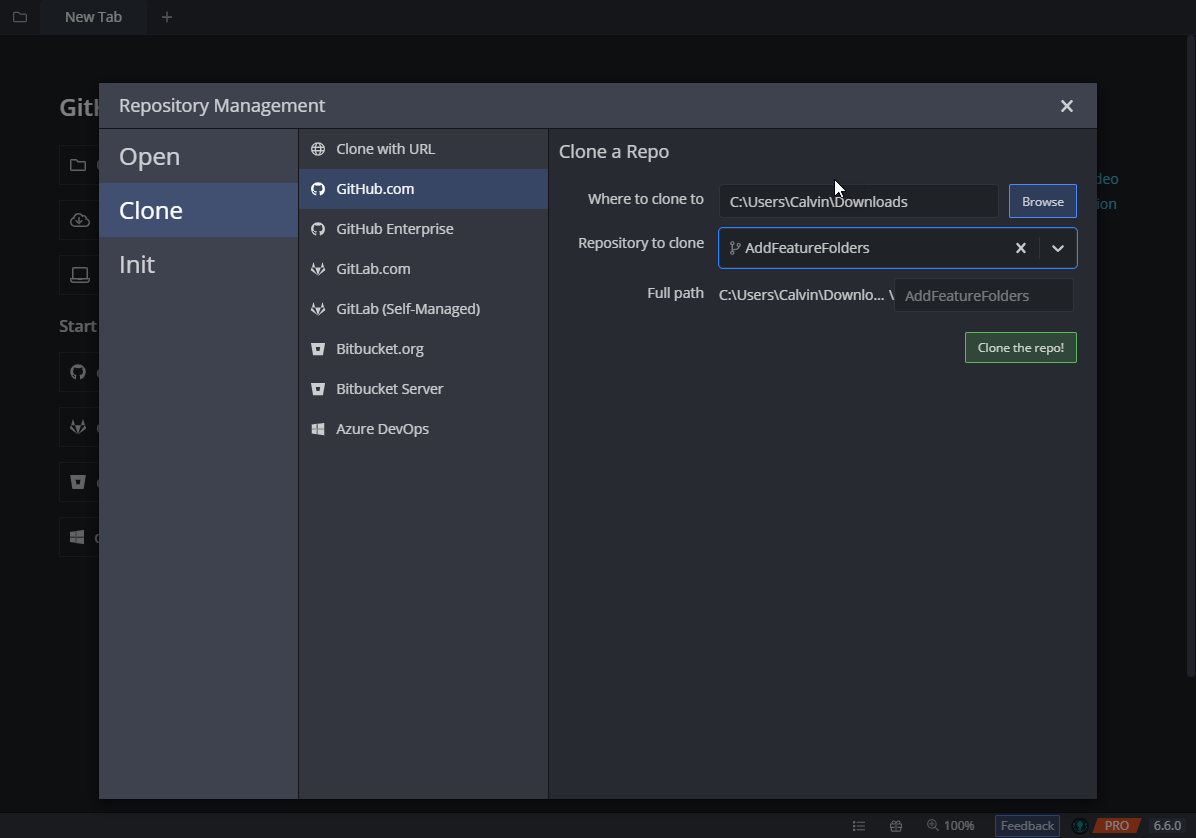 New Tab
Repository Management
Open
Clone
Init
Clone with URL
GitHub.com
GitHub Enterprise
GitLab.com
GitLab (Self-Managed)
Bitbucket.org
Bitbucket Server
Azure DevOps
Clone a Repo
Where to clone to
C:\Users\Calvin\Downloads
Browse
Repository to clone
AddFeatureFolders
Full path
C:\Users\Calvin\Downlo... \
AddFeatureFolders
Clone the repo!
Start
100%
Feedback
PRO
6.6.0